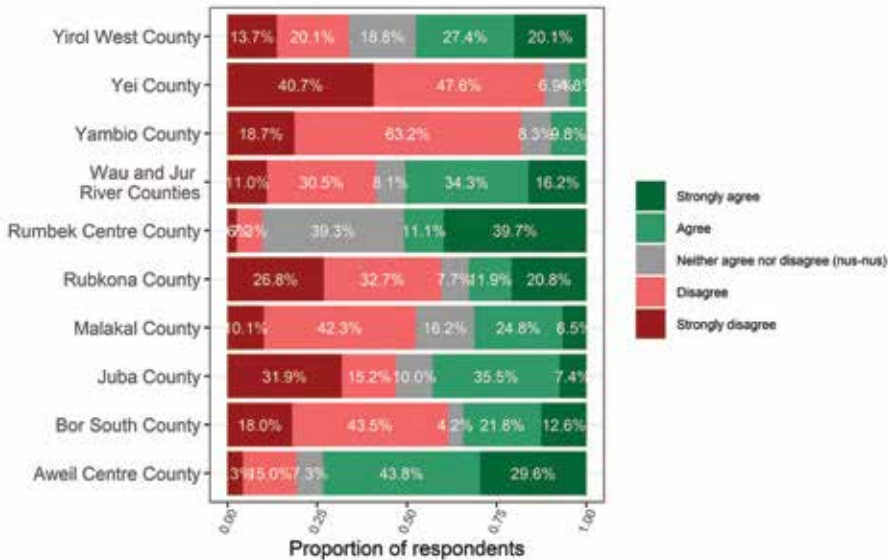 Yirol West County
13.7% 20.1% 18.8% 27.4% 20.1%
Yei County
40.7% 47.6% 6.9%
Yambio County
18.7% 63.2% 8.3% 9.8%
Wau and Jur
River Counties
11.0% 30.5% 8.1% 34.3% 16.2%
Rumbek Centre County
39.3% 11.1% 39.7%
Rubkona County
26.8% 32.7% 7.7% 11.9% 20.8%
Malakal County
10.1% 42.3% 16.2% 24.8% 6.5%
Juba County
31.9% 15.2% 10.0% 35.5% 7.4%
Bor South County
18.0% 43.5% 4.2% 21.8% 12.6%
Aweil Centre County
15.0% 7.3% 43.8% 29.6%
0.00 0.25 0.50 0.75 1.00
Proportion of respondents
Strongly agree
Agree
Neither agree nor disagree (nus-nus)
Disagree
Strongly disagree